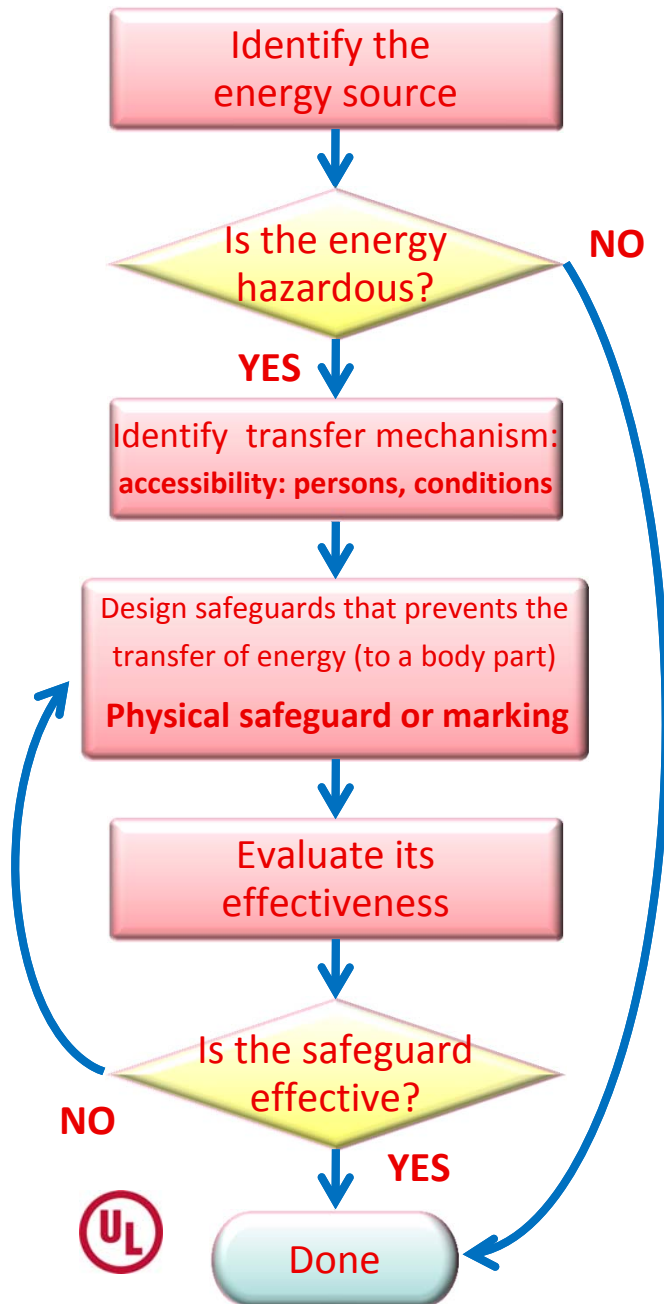 Identify the
energy source
Is the energy
hazardous?
NO
YES
Identify transfer mechanism:
accessibility: persons, conditions
Design safeguards that prevents the
transfer of energy (to a body part)
Physical safeguard or marking
Evaluate its
effectiveness
Is the safeguard
effective?
NO
YES
UL
Done